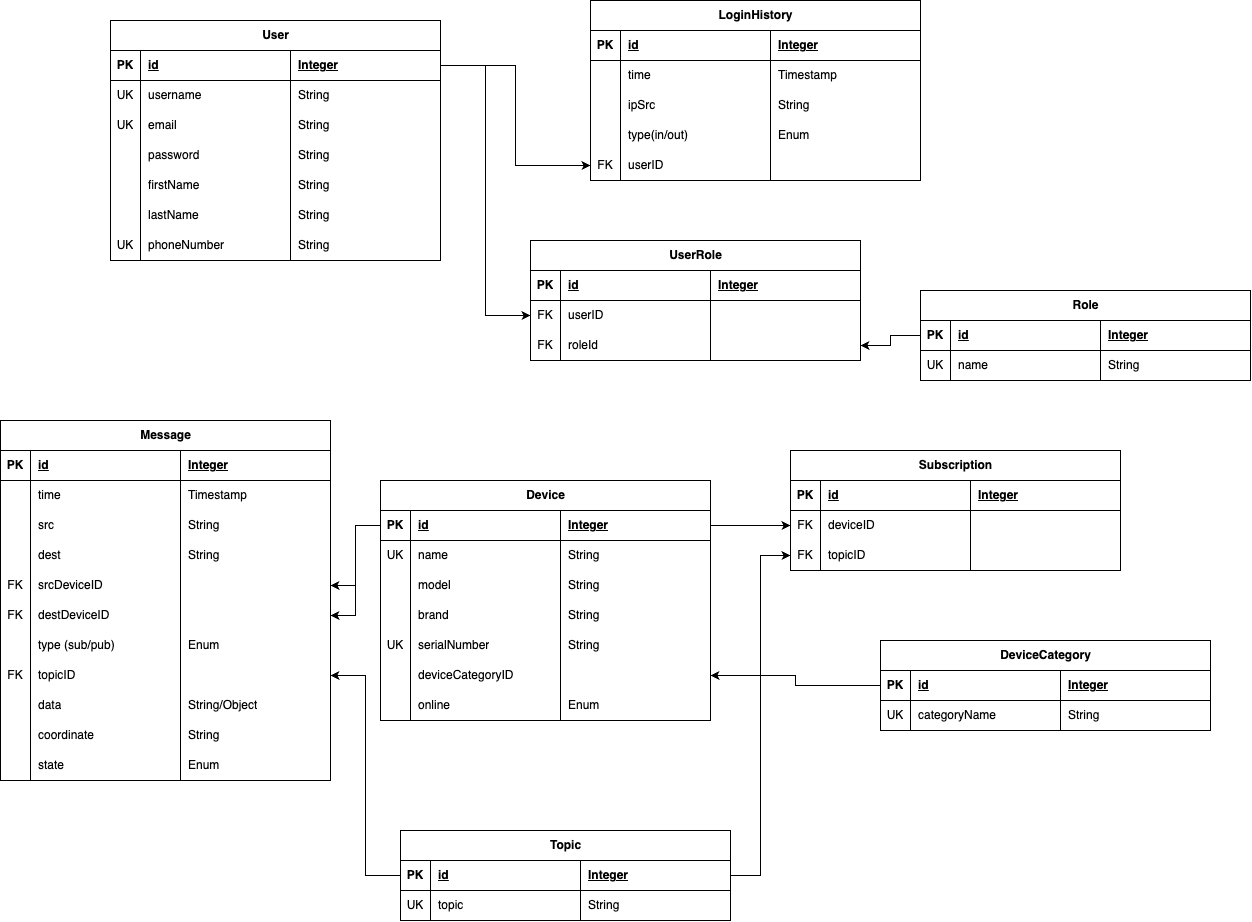 User
PK id Integer
UK username String
UK email String
password String
firstName String
lastName String
UK phoneNumber String
LoginHistory
PK id Integer
time Timestamp
ipSrc String
type(in/out) Enum
FK userID
UserRole
PK id Integer
FK userID
FK roleId
Role
PK id Integer
UK name String
Message
PK id Integer
time Timestamp
src String
dest String
FK srcDeviceID
FK destDeviceID
type (sub/pub) Enum
FK topicID
data String/Object
coordinate String
state Enum
Device
PK id Integer
UK name String
model String
brand String
UK serialNumber String
deviceCategoryID
online Enum
Subscription
PK id Integer
FK deviceID
FK topicID
DeviceCategory
PK id Integer
UK categoryName String
Topic
PK id Integer
UK topic String